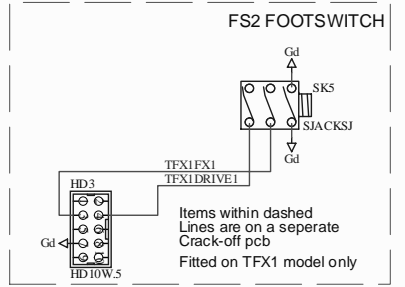 FS2 FOOTSWITCH
Gd
SK5
SJACKSJ
Gd
TFX1FX1
TFX1DRIVE1
HD3
Gd
HD10W.5
Items within dashed
Lines are on a seperate
Crack-off pcb
Fitted on TFX1 model only